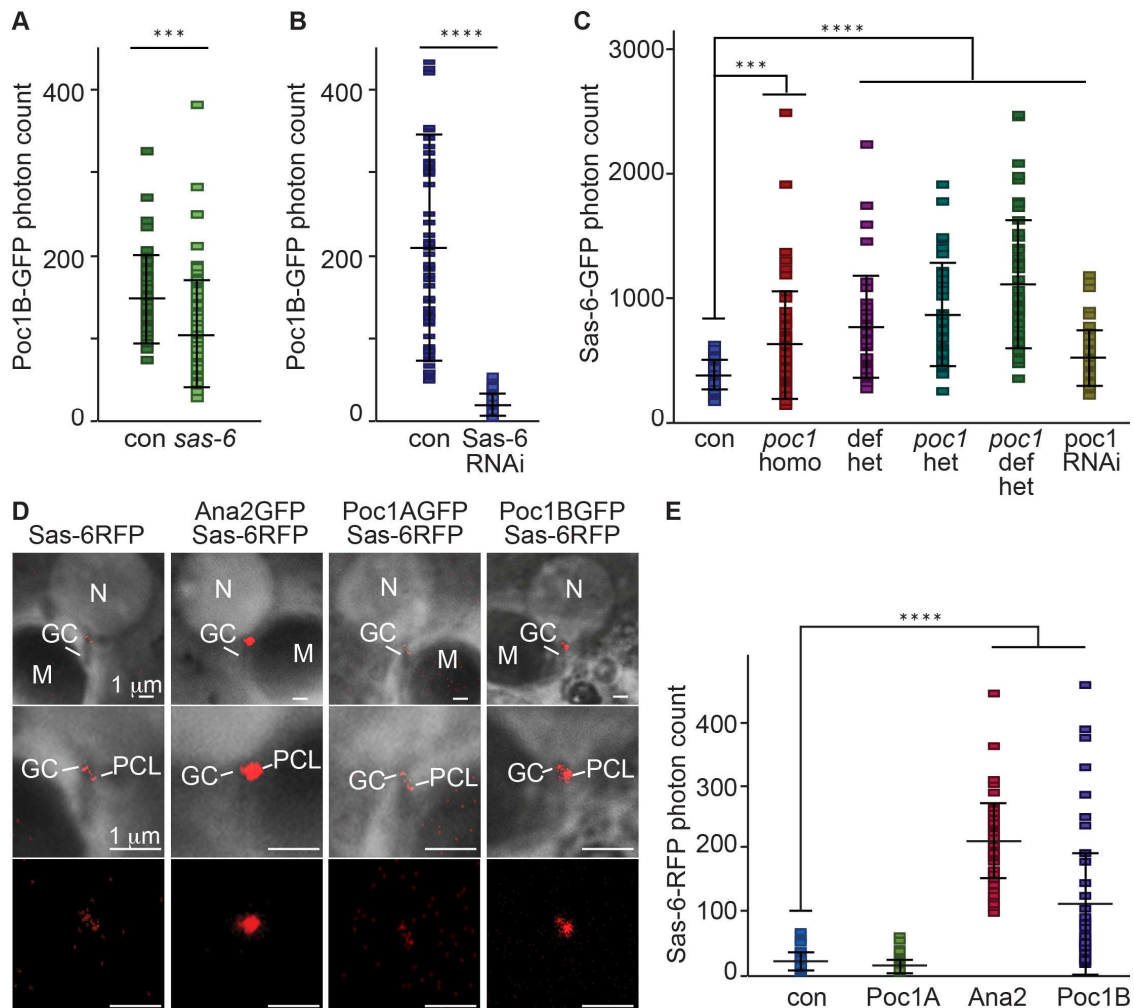 A
***
Poc1B-GFP photon count
400
200
0
con sas-6
B
****
Poc1B-GFP photon count
400
200
0
con Sas-6
RNAi
C
****
***
Sas-6-GFP photon count
3000
2000
1000
0
con
poc1
homo
def
het
poc1
het
poc1
def
het
poc1
RNAi
D
Sas-6RFP
Ana2GFP
Sas-6RFP
Poc1AGFP
Sas-6RFP
Poc1BGFP
Sas-6RFP
N
GC
M
1 µm
N
GC
M
N
GC
M
N
GC
M
GC
PCL
1 µm
GC
PCL
GC
PCL
GC
PCL
E
****
Sas-6-RFP photon count
400
300
200
100
0
con
Poc1A
Ana2
Poc1B